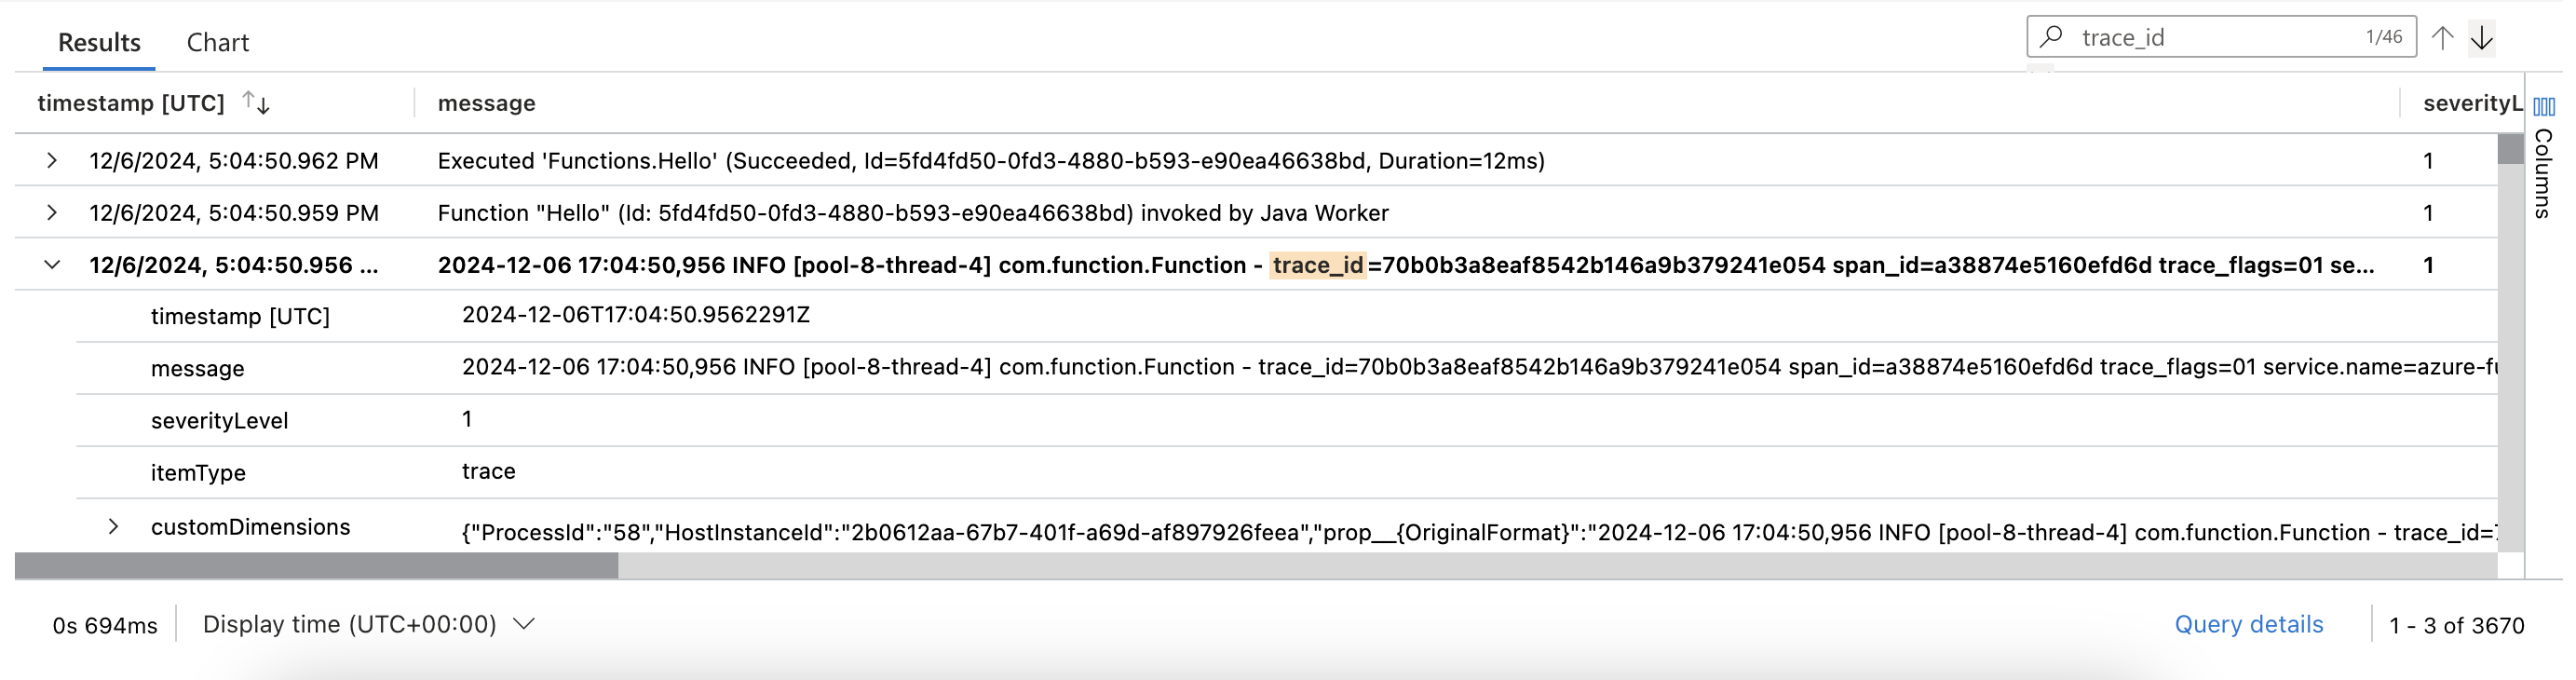 Results Chart trace_id 1/46
timestamp [UTC] message severityL
12/6/2024, 5:04:50.962 PM Executed 'Functions.Hello' (Succeeded, Id=5fd4fd50-0fd3-4880-b593-e90ea46638bd, Duration=12ms) 1
12/6/2024, 5:04:50.959 PM Function "Hello" (Id: 5fd4fd50-0fd3-4880-b593-e90ea46638bd) invoked by Java Worker 1
12/6/2024, 5:04:50.956 ... 2024-12-06 17:04:50,956 INFO [pool-8-thread-4] com.function.Function - trace_id=70b0b3a8eaf8542b146a9b379241e054 span_id=a38874e5160efd6d trace_flags=01 se... 1
timestamp [UTC] 2024-12-06T17:04:50.9562291Z
message 2024-12-06 17:04:50,956 INFO [pool-8-thread-4] com.function.Function - trace_id=70b0b3a8eaf8542b146a9b379241e054 span_id=a38874e5160efd6d trace_flags=01 service.name=azure-fu
severityLevel 1
itemType trace
customDimensions {"ProcessId":"58","HostInstanceId":"2b0612aa-67b7-401f-a69d-af897926feea","prop__{OriginalFormat}":"2024-12-06 17:04:50,956 INFO [pool-8-thread-4] com.function.Function - trace_id=7
Columns
0s 694ms Display time (UTC+00:00) Query details 1 - 3 of 3670